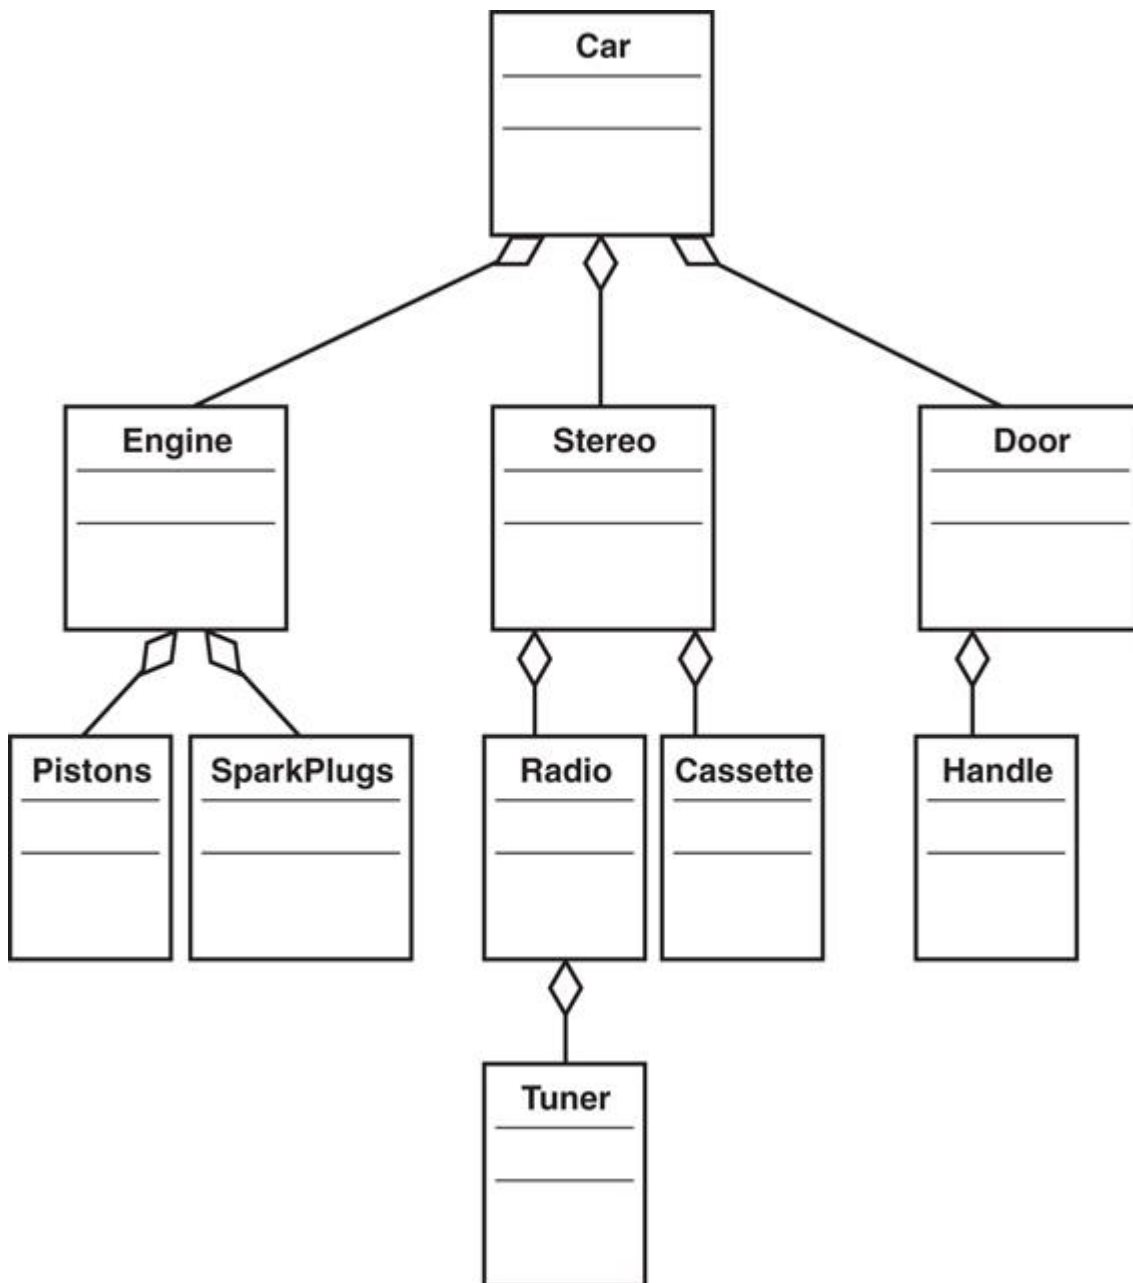 Car
Engine
Stereo
Door
Pistons
SparkPlugs
Radio
Cassette
Handle
Tuner